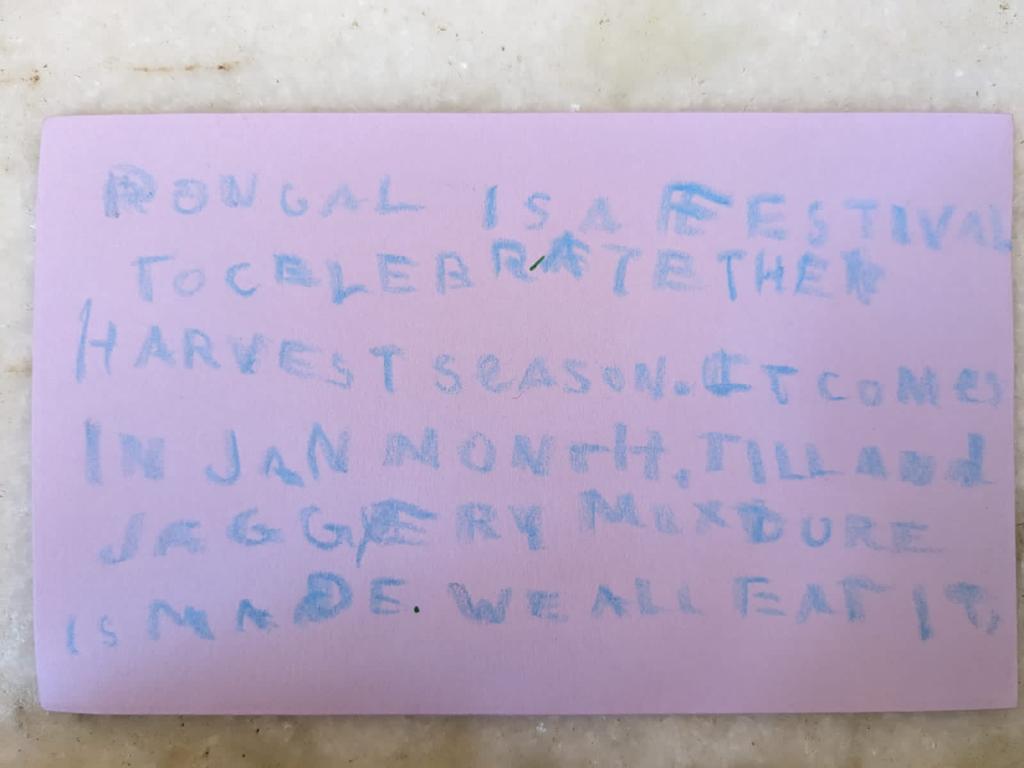 PONGAL IS A FESTIVAL
TO CELEBRATE THE
HARVEST SEASON. IT COMES
IN JAN MONTH. TILL AND
JAGGERY MUXDURE
IS MADE. WE ALL EAT IT.